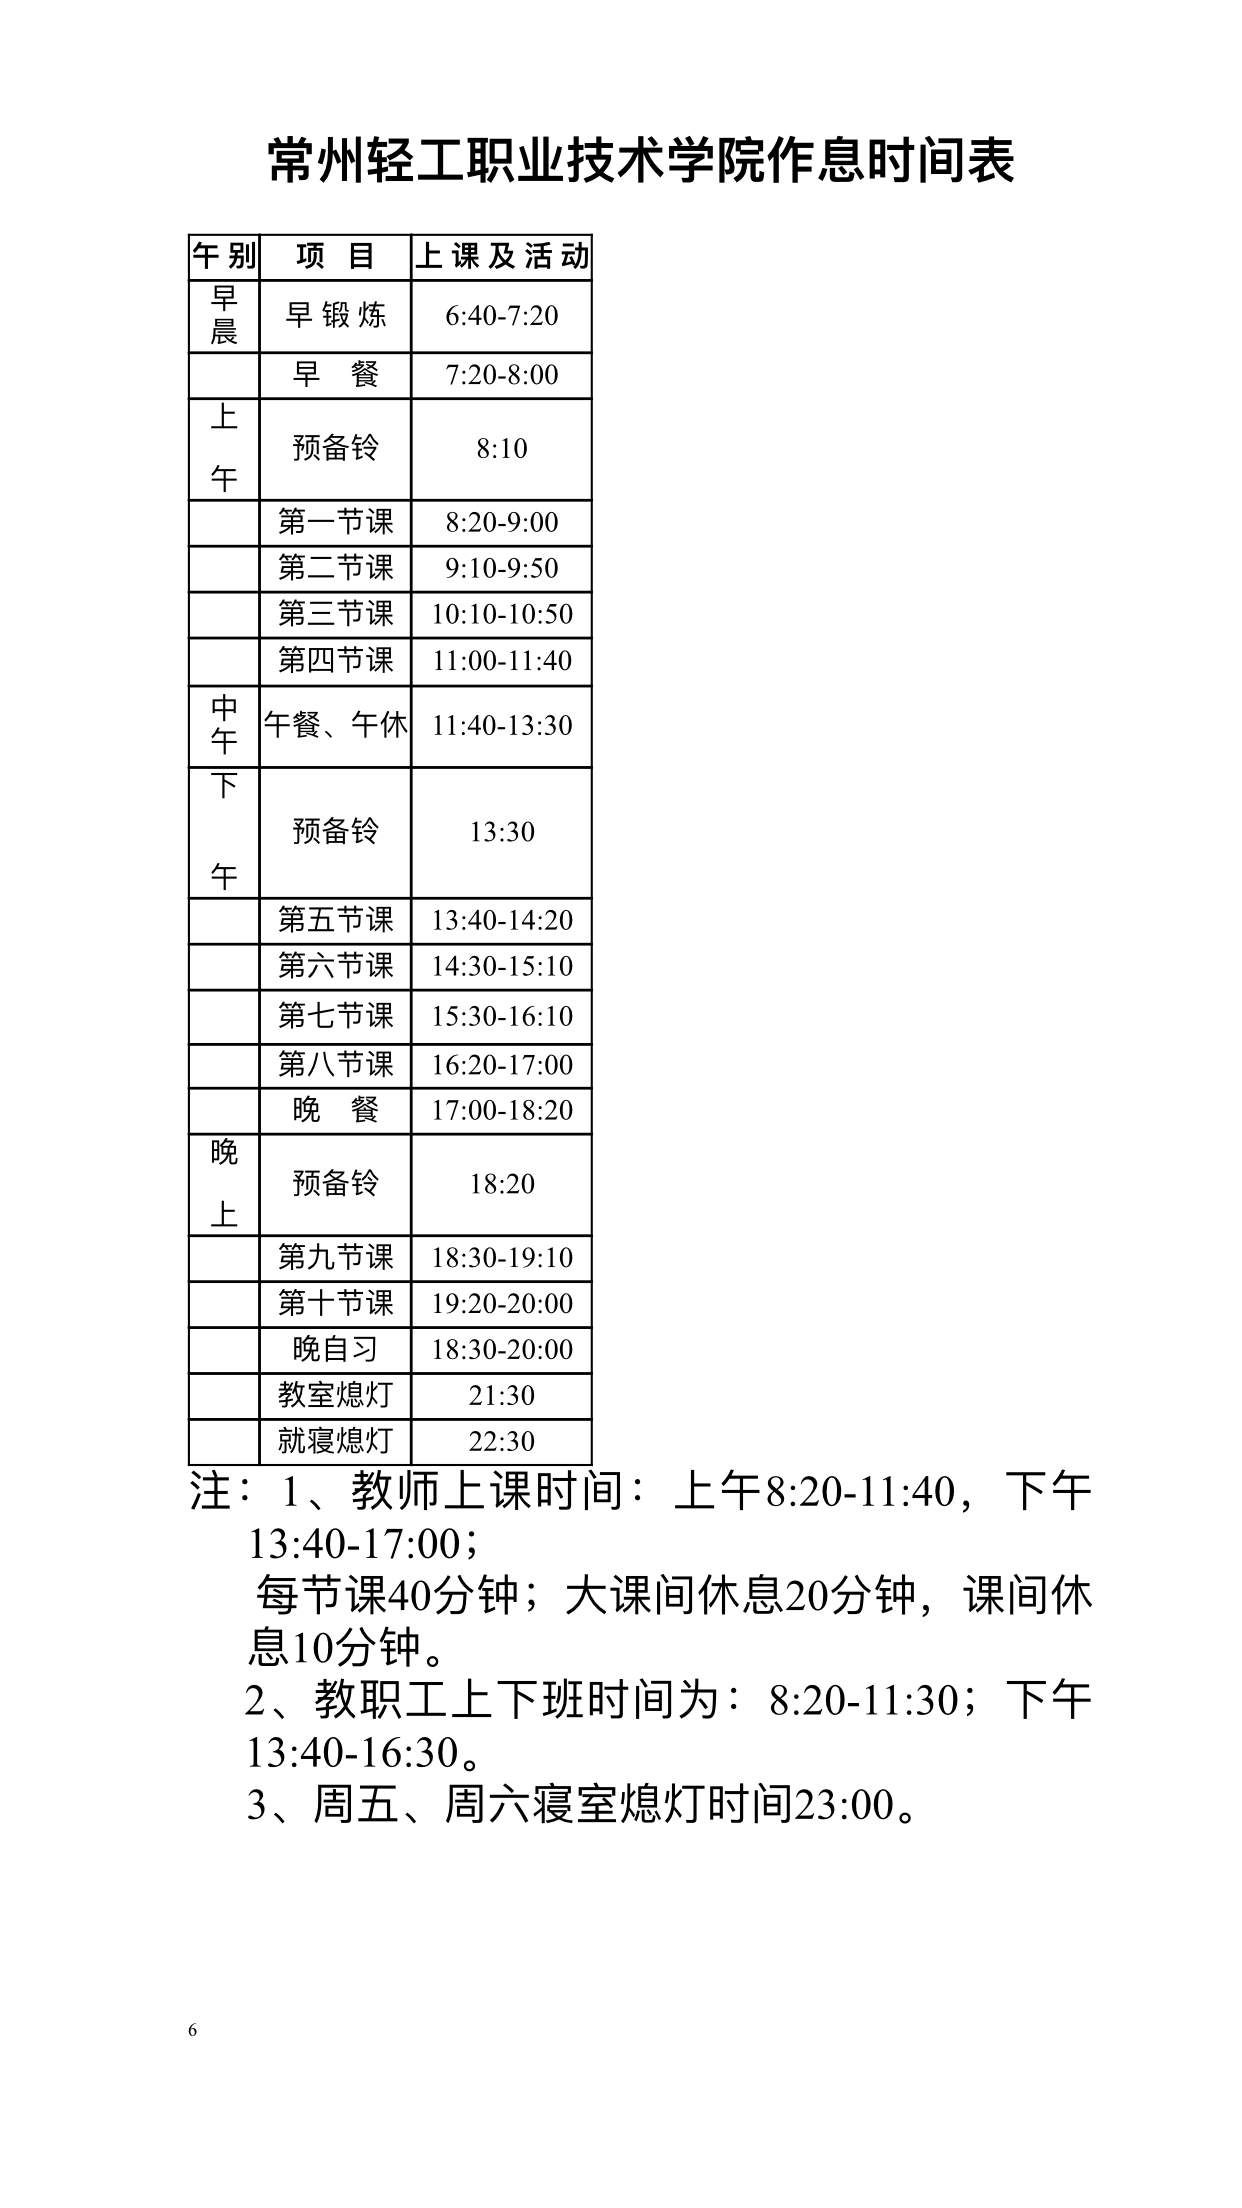 常州轻工职业技术学院作息时间表
午别 项 目 上课及活动
早晨 早锻炼 6:40-7:20
早 餐 7:20-8:00
上午 预备铃 8:10
第一节课 8:20-9:00
第二节课 9:10-9:50
第三节课 10:10-10:50
第四节课 11:00-11:40
中午 午餐、午休 11:40-13:30
下午 预备铃 13:30
第五节课 13:40-14:20
第六节课 14:30-15:10
第七节课 15:30-16:10
第八节课 16:20-17:00
晚 餐 17:00-18:20
晚上 预备铃 18:20
第九节课 18:30-19:10
第十节课 19:20-20:00
晚自习 18:30-20:00
教室熄灯 21:30
就寝熄灯 22:30
注：1、教师上课时间：上午8:20-11:40，下午
13:40-17:00；
每节课40分钟；大课间休息20分钟，课间休
息10分钟。
2、教职工上下班时间为：8:20-11:30；下午
13:40-16:30。
3、周五、周六寝室熄灯时间23:00。
6